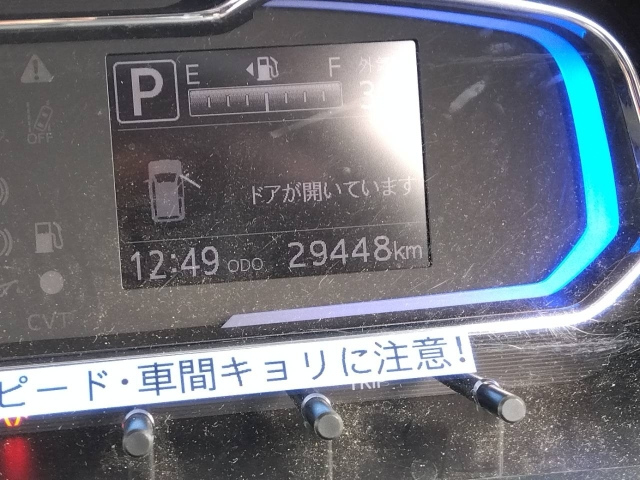 P E F 外
OFF
ドアが開いています
12:49 ODO 29448km
CVT
ピード・車間キョリに注意!